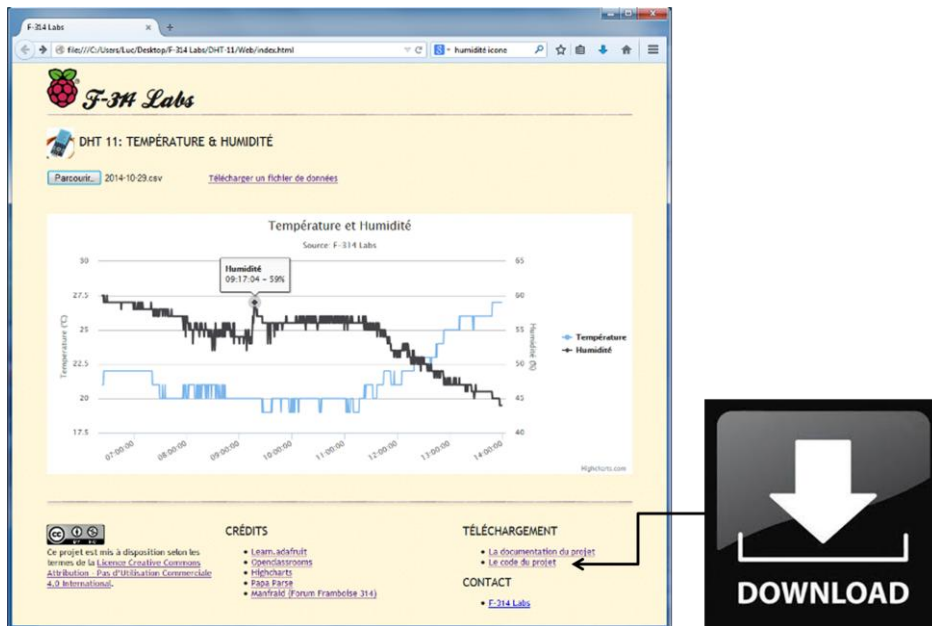 F-314 Labs
file:///C:/Users/Luc/Desktop/F-314 Labs/DHT-11/Web/index.html
humidité icone
F-314 Labs
DHT 11: TEMPÉRATURE & HUMIDITÉ
Parcourir_ 2014-10-29.csv
Télécharger un fichier de données
Température et Humidité
Source: F-314 Labs
Humidité
09:17:04 - 59%
30
27.5
25
22.5
20
17.5
Temperature (°C)
65
60
55
50
45
40
Humidité (%)
Température
Humidité
07:00:00 08:00:00 09:00:00 10:00:00 11:00:00 12:00:00 13:00:00 14:00:00
Highcharts.com
Ce projet est mis à disposition selon les
termes de la Licence Creative Commons
Attribution - Pas d'Utilisation Commerciale
4.0 International.
CRÉDITS
Learn.adafruit
Openclassrooms
Highcharts
Papa Parse
Manfraid (Forum Framboise 314)
TÉLÉCHARGEMENT
La documentation du projet
Le code du projet
CONTACT
F-314 Labs
DOWNLOAD